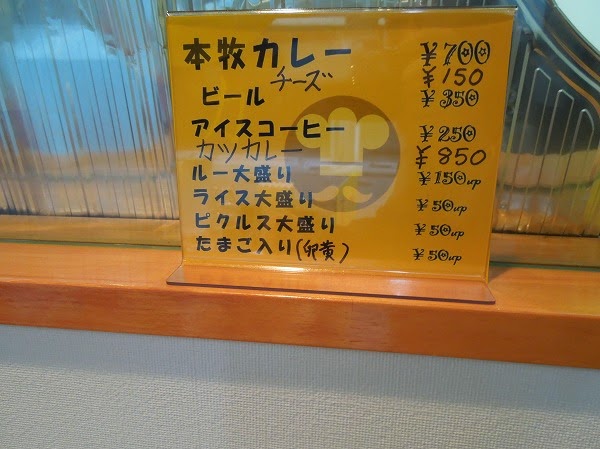 本牧カレー ¥700
チーズ ¥150
ビール ¥350
アイスコーヒー ¥250
カツカレー ¥850
ルー大盛り ¥150up
ライス大盛り ¥50up
ピクルス大盛り ¥50up
たまご入り(卵黄) ¥50up